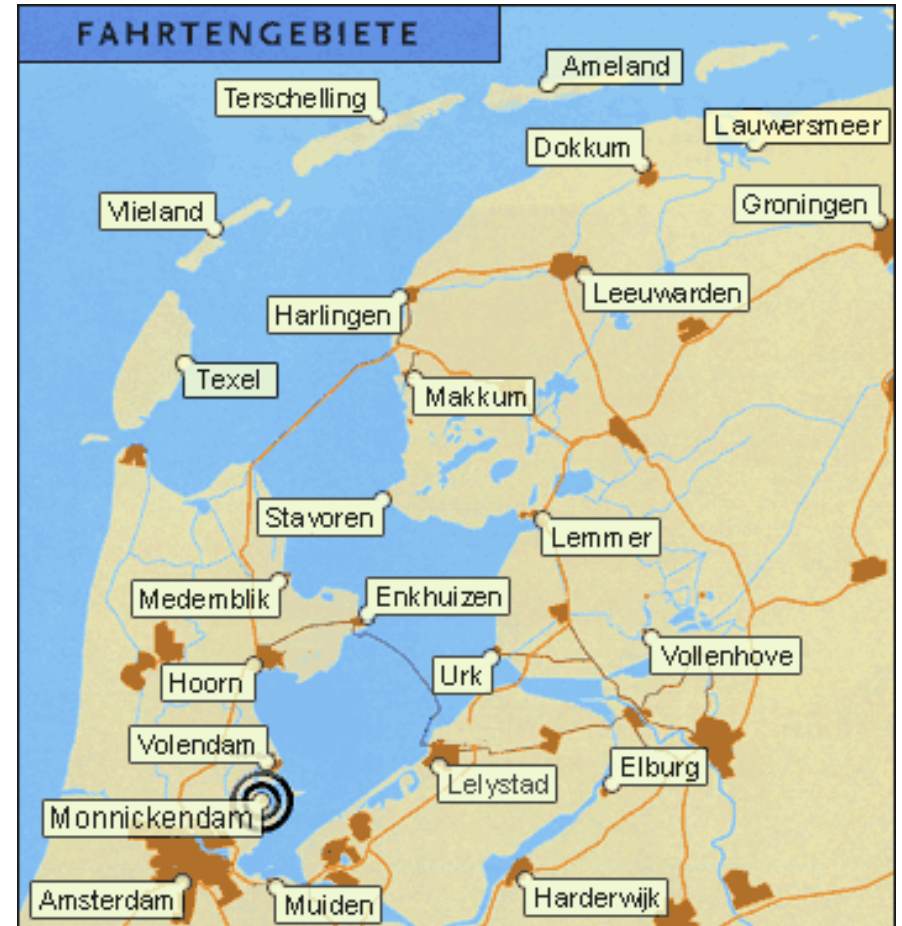 FAHRTENGEBIETE
Ameland
Terschelling
Lauwersmeer
Dokkum
Vlieland
Groningen
Leeuwarden
Harlingen
Texel
Makkum
Stavoren
Lemmer
Medemblik
Enkhuizen
Vollenhove
Urk
Hoorn
Volendam
Elburg
Lelystad
Monnickendam
Harderwijk
Amsterdam
Muiden